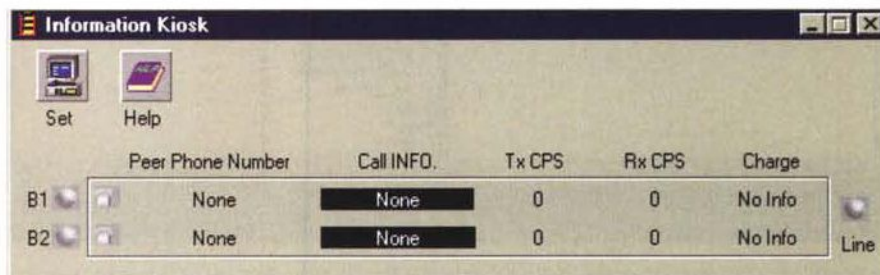 Information Kiosk
Set Help
Peer Phone Number Call INFO. Tx CPS Rx CPS Charge
B1 None None 0 0 No Info
B2 None None 0 0 No Info
Line